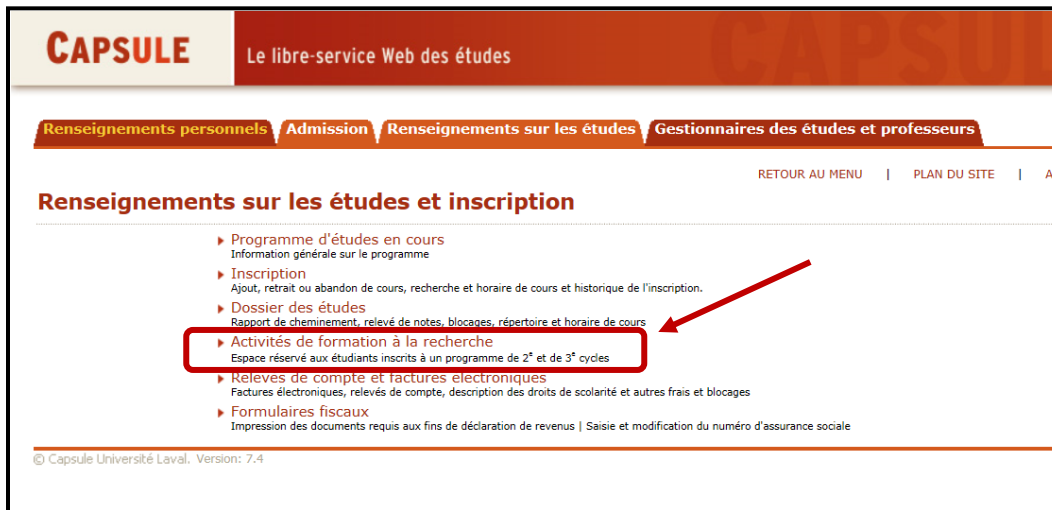 CAPSULE
Le libre-service Web des études
CAPSUL
Renseignements personnels Admission Renseignements sur les études Gestionnaires des études et professeurs
RETOUR AU MENU | PLAN DU SITE | A
Renseignements sur les études et inscription
Programme d'études en cours
Information générale sur le programme
Inscription
Ajout, retrait ou abandon de cours, recherche et horaire de cours et historique de l'inscription.
Dossier des études
Rapport de cheminement, relevé de notes, blocages, répertoire et horaire de cours
Activités de formation à la recherche
Espace réservé aux étudiants inscrits à un programme de 2e et de 3e cycles
Relevés de compte et factures électroniques
Factures électroniques, relevés de compte, description des droits de scolarité et autres frais et blocages
Formulaires fiscaux
Impression des documents requis aux fins de déclaration de revenus | Saisie et modification du numéro d'assurance sociale
© Capsule Université Laval. Version: 7.4